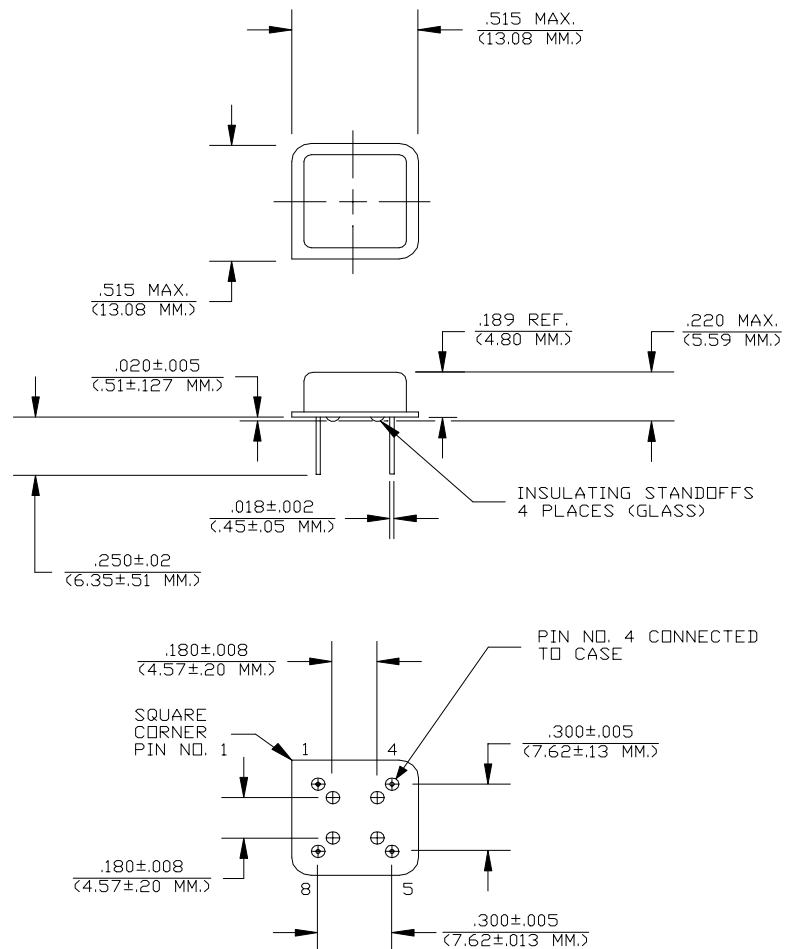 .515 MAX.
(13.08 MM.)
.515 MAX.
(13.08 MM.)
.189 REF.
(4.80 MM.)
.220 MAX.
(5.59 MM.)
.020±.005
(.51±.127 MM.)
INSULATING STANDOFFS
4 PLACES (GLASS)
.018±.002
(.45±.05 MM.)
.250±.02
(6.35±.51 MM.)
PIN NO. 4 CONNECTED
TO CASE
.180±.008
(4.57±.20 MM.)
SQUARE
CORNER
PIN NO. 1
1 4
.300±.005
(7.62±.13 MM.)
.180±.008
(4.57±.20 MM.)
8 5
.300±.005
(7.62±.013 MM.)